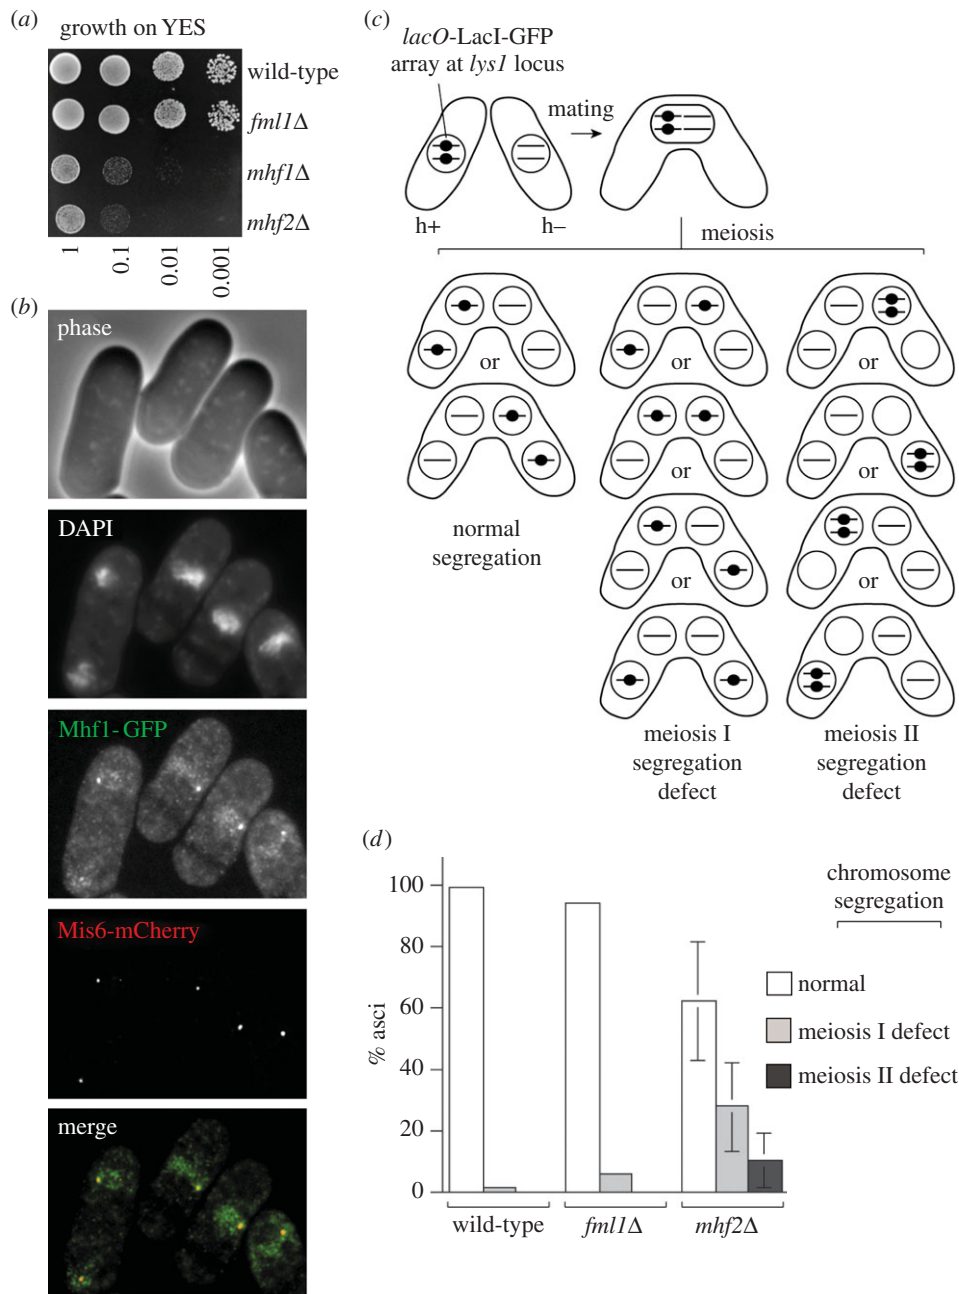 (a)
growth on YES
wild-type
fml1Δ
mhf1Δ
mhf2Δ
1
0.1
0.01
0.001
(b)
phase
DAPI
Mhf1-GFP
Mis6-mCherry
merge
(c)
lacO-LacI-GFP
array at lys1 locus
mating
h+
h–
meiosis
or
or
normal
segregation
or
or
or
meiosis I
segregation
defect
or
or
or
meiosis II
segregation
defect
(d)
chromosome
segregation
normal
meiosis I defect
meiosis II defect
% asci
100
80
60
40
20
0
wild-type
fml1Δ
mhf2Δ